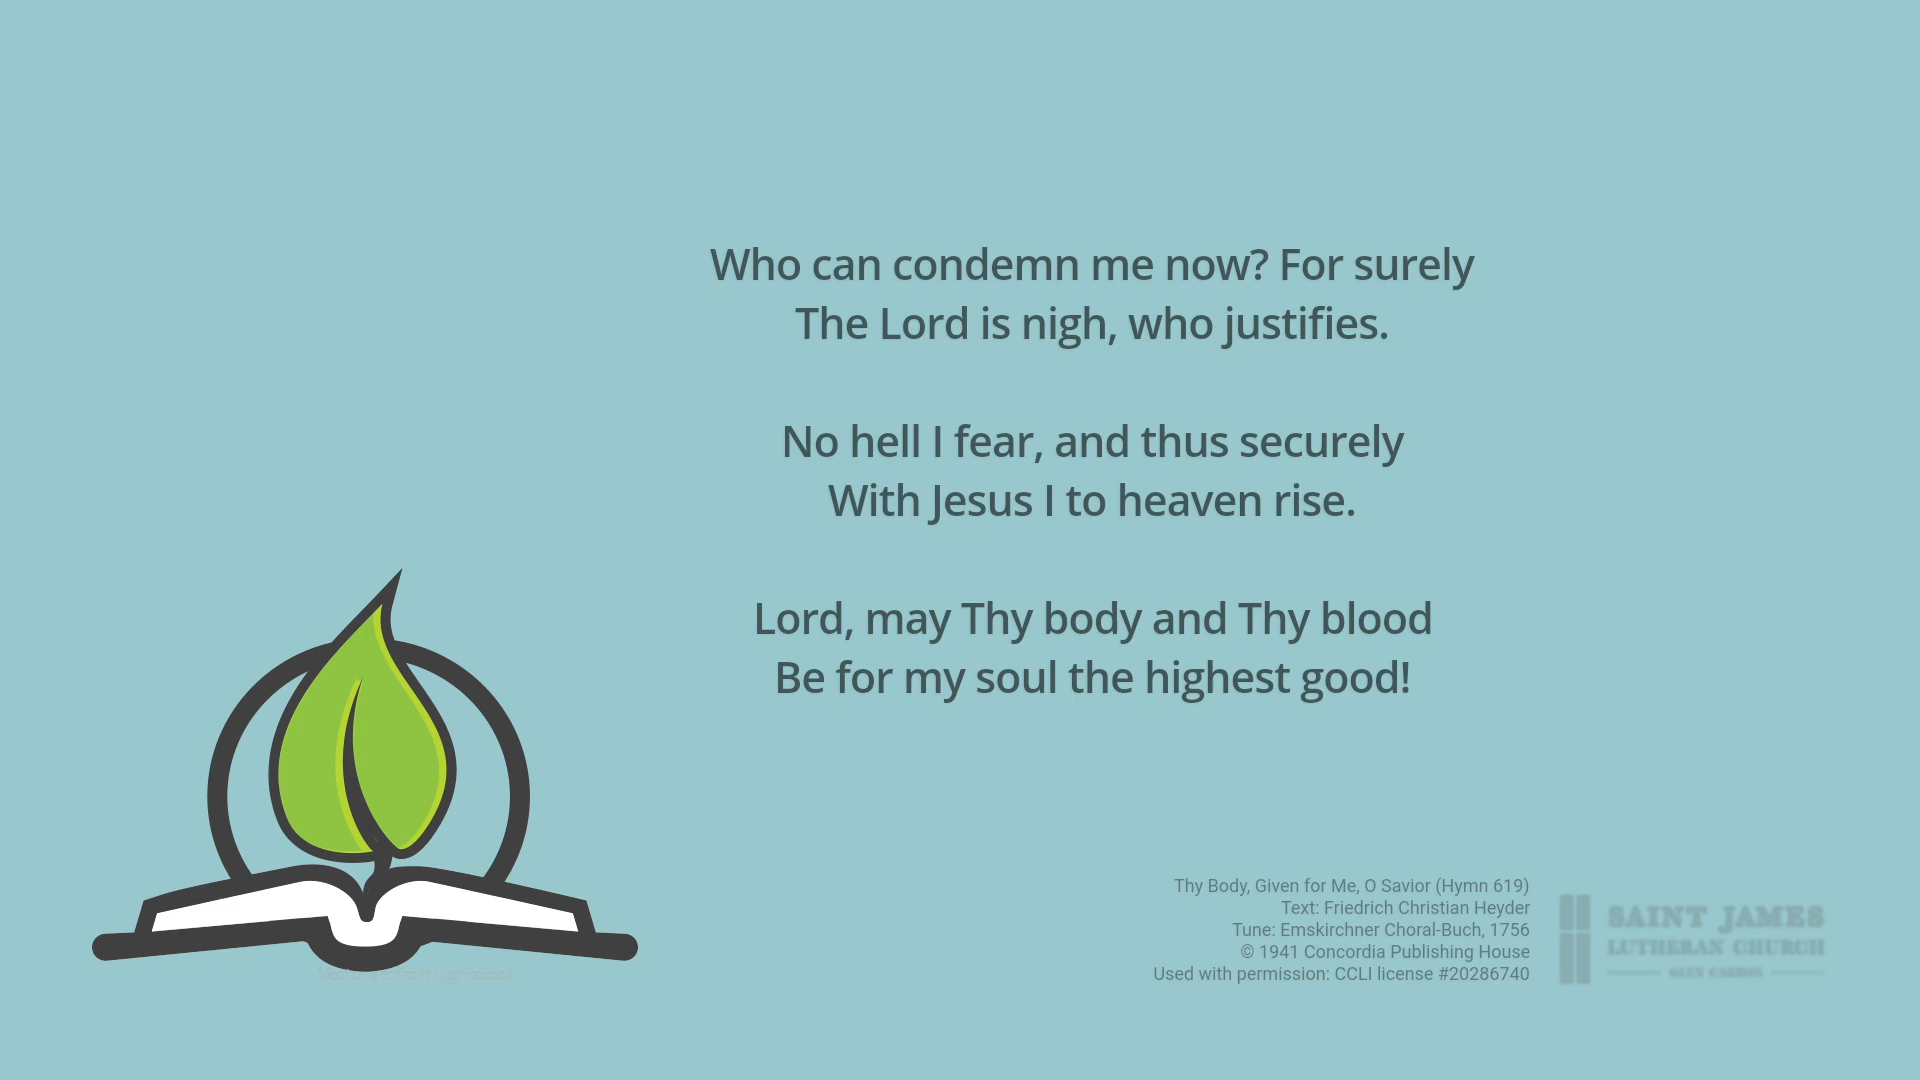 Who can condemn me now? For surely
The Lord is nigh, who justifies.
No hell I fear, and thus securely
With Jesus I to heaven rise.
Lord, may Thy body and Thy blood
Be for my soul the highest good!
Thy Body, Given for Me, O Savior (Hymn 619)
Text: Friedrich Christian Heyder
Tune: Emskirchner Choral-Buch, 1756
© 1941 Concordia Publishing House
Used with permission: CCLI license #20286740
SAINT JAMES
LUTHERAN CHURCH
GLEN CARBON